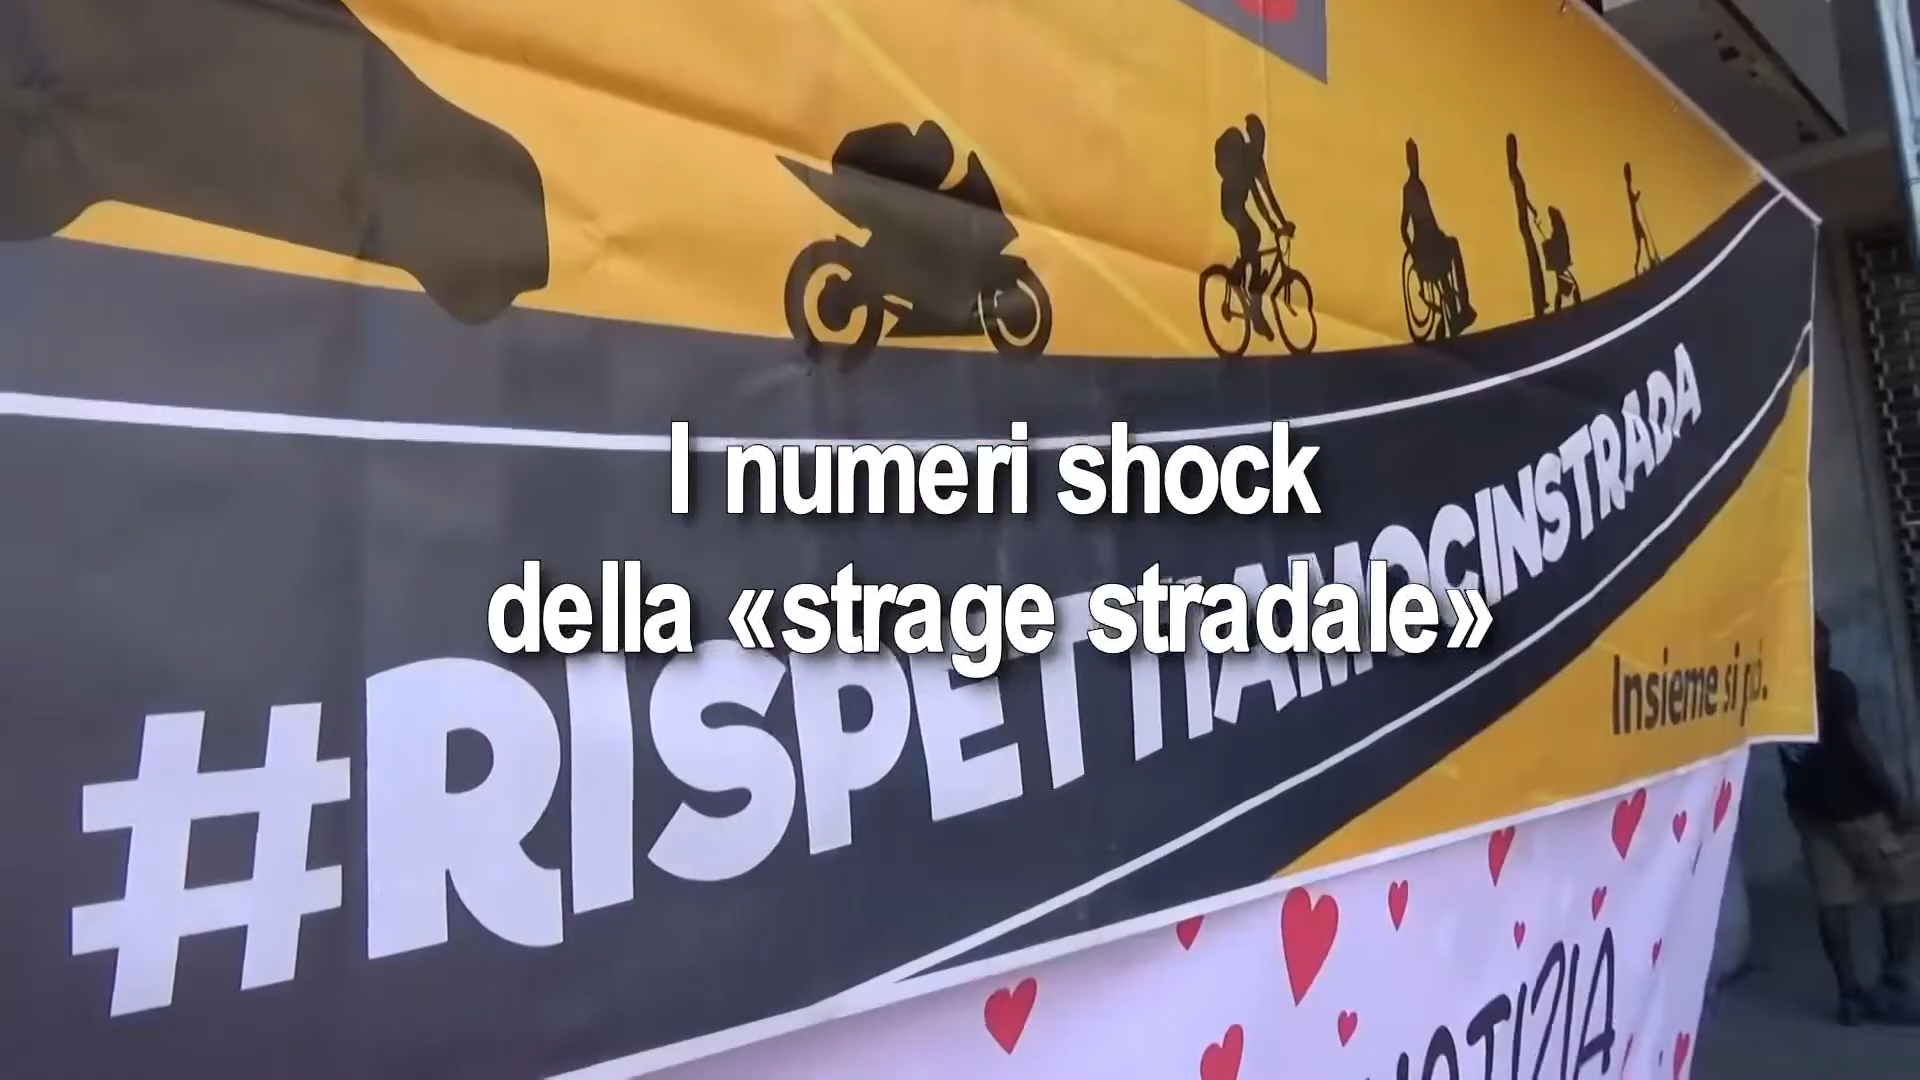 I numeri shock
della «strage stradale»
#RISPETTIAMOCINSTRADA
Insieme si può.